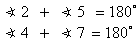 ∡2 + ∡5 = 180°
∡4 + ∡7 = 180°